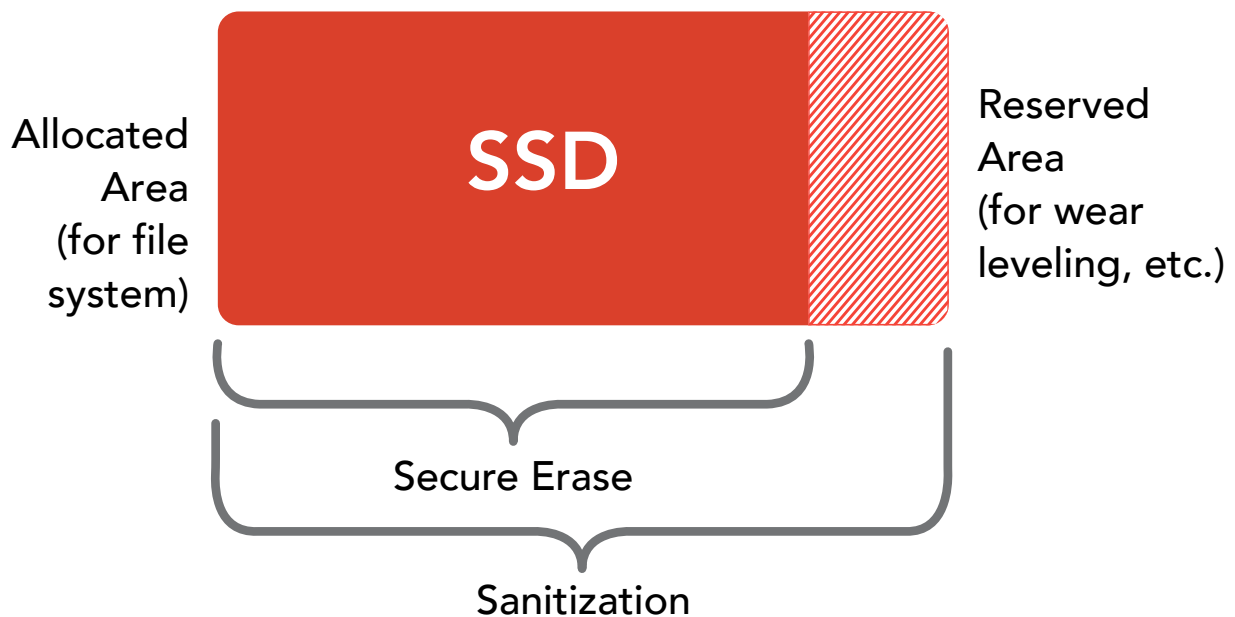 Allocated
Area
(for file
system)
SSD
Reserved
Area
(for wear
leveling, etc.)
Secure Erase
Sanitization